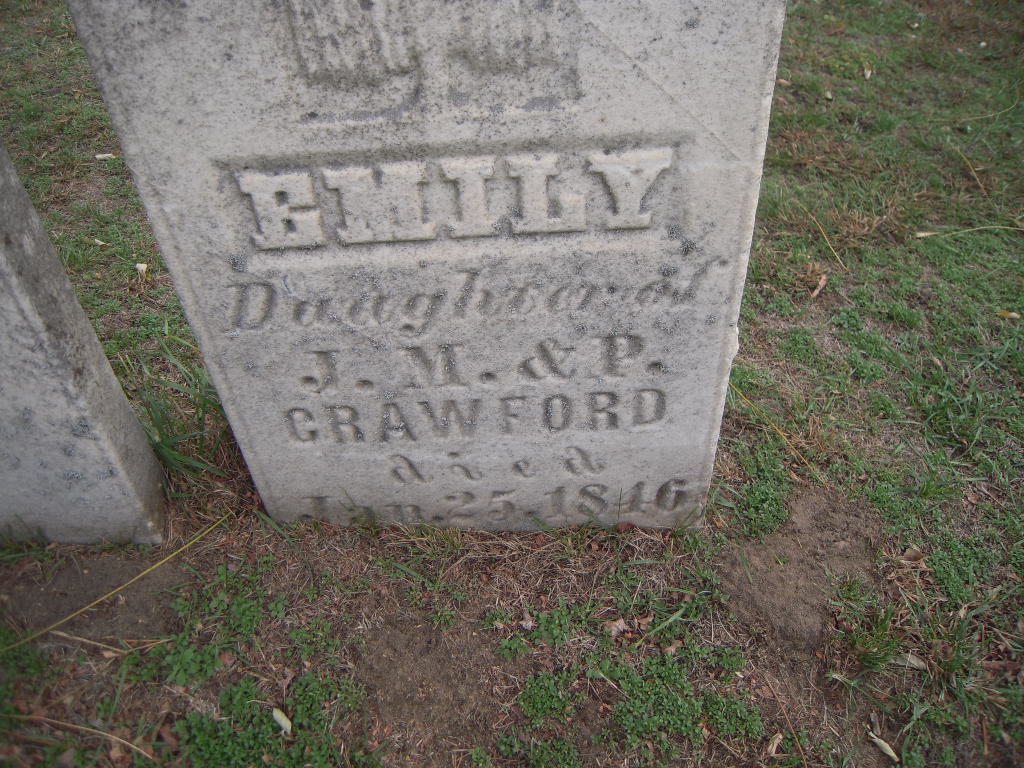 EMILY
Daughter of
J. M. & P.
CRAWFORD
died
Jan. 25. 1846